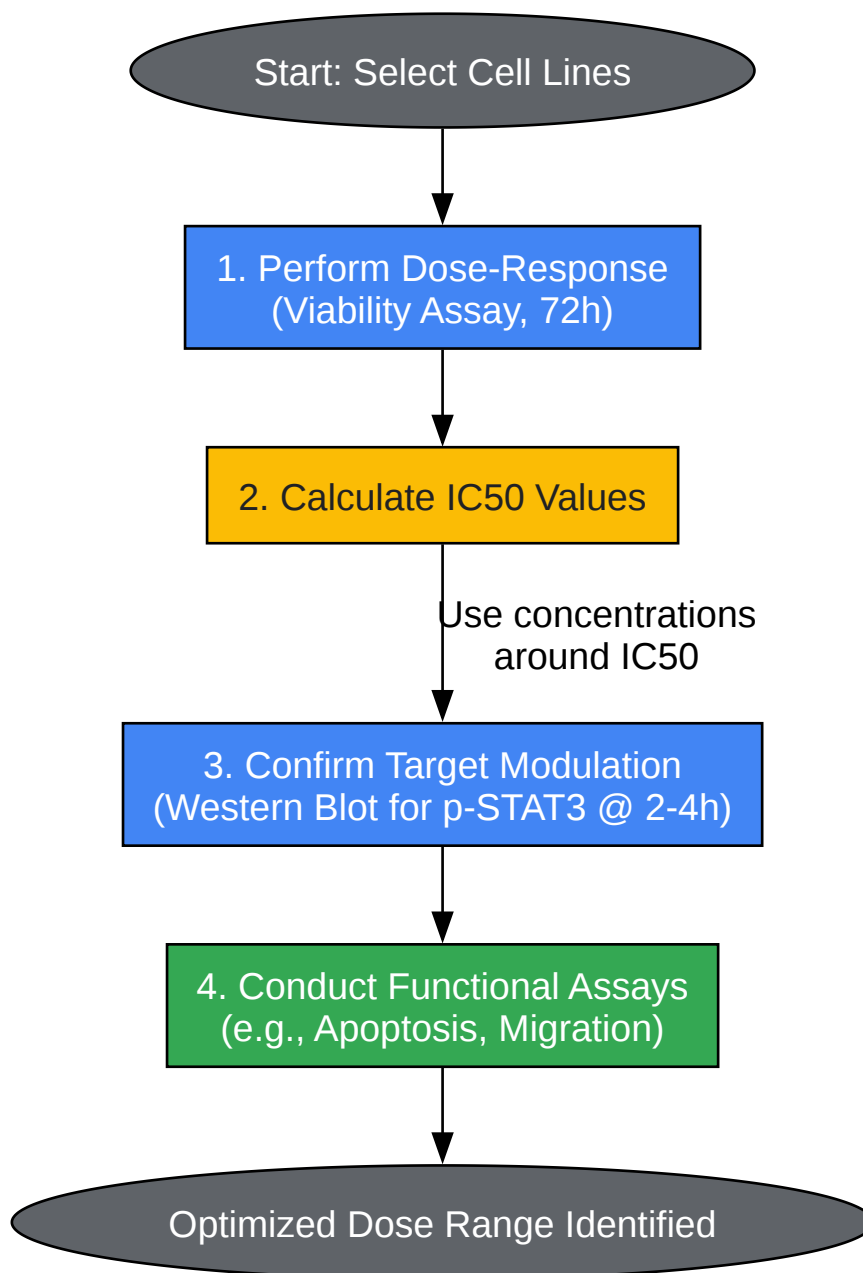 Start: Select Cell Lines
1. Perform Dose-Response
(Viability Assay, 72h)
2. Calculate IC50 Values
Use concentrations
around IC50
3. Confirm Target Modulation
(Western Blot for p-STAT3 @ 2-4h)
4. Conduct Functional Assays
(e.g., Apoptosis, Migration)
Optimized Dose Range Identified